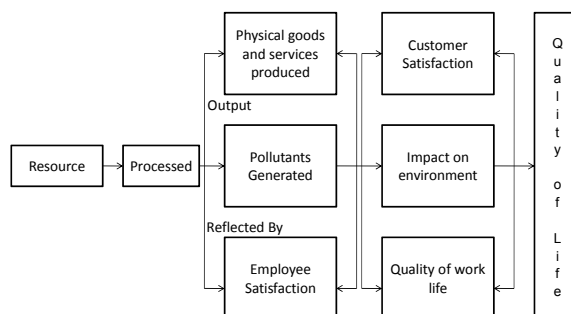 Physical goods
and services
produced
Customer
Satisfaction
Output
Resource
Processed
Pollutants
Generated
Impact on
environment
Reflected By
Employee
Satisfaction
Quality of work
life
Q
u
a
l
i
t
y
o
f
L
i
f
e